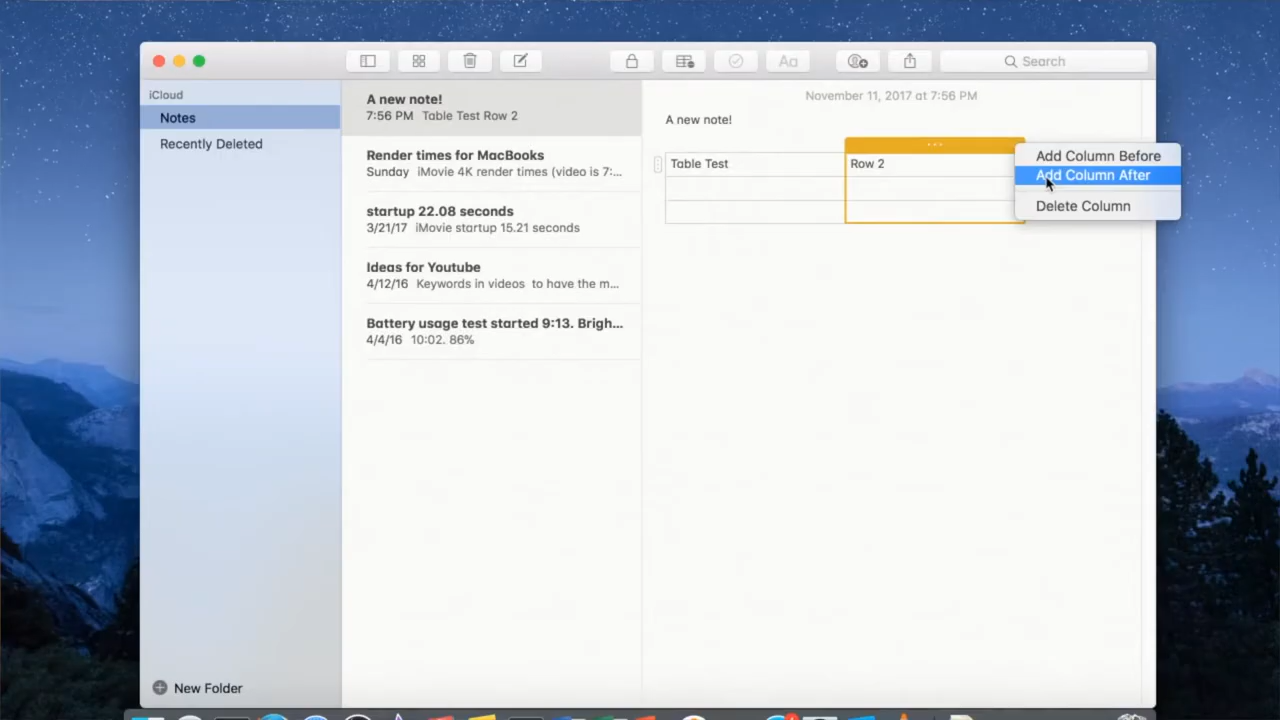 Aa
Search
iCloud
Notes
Recently Deleted
New Folder
A new note!
7:56 PM Table Test Row 2
Render times for MacBooks
Sunday iMovie 4K render times (video is 7:...
startup 22.08 seconds
3/21/17 iMovie startup 15.21 seconds
Ideas for Youtube
4/12/16 Keywords in videos to have the m...
Battery usage test started 9:13. Brigh...
4/4/16 10:02. 86%
November 11, 2017 at 7:56 PM
A new note!
Table Test Row 2
Add Column Before
Add Column After
Delete Column